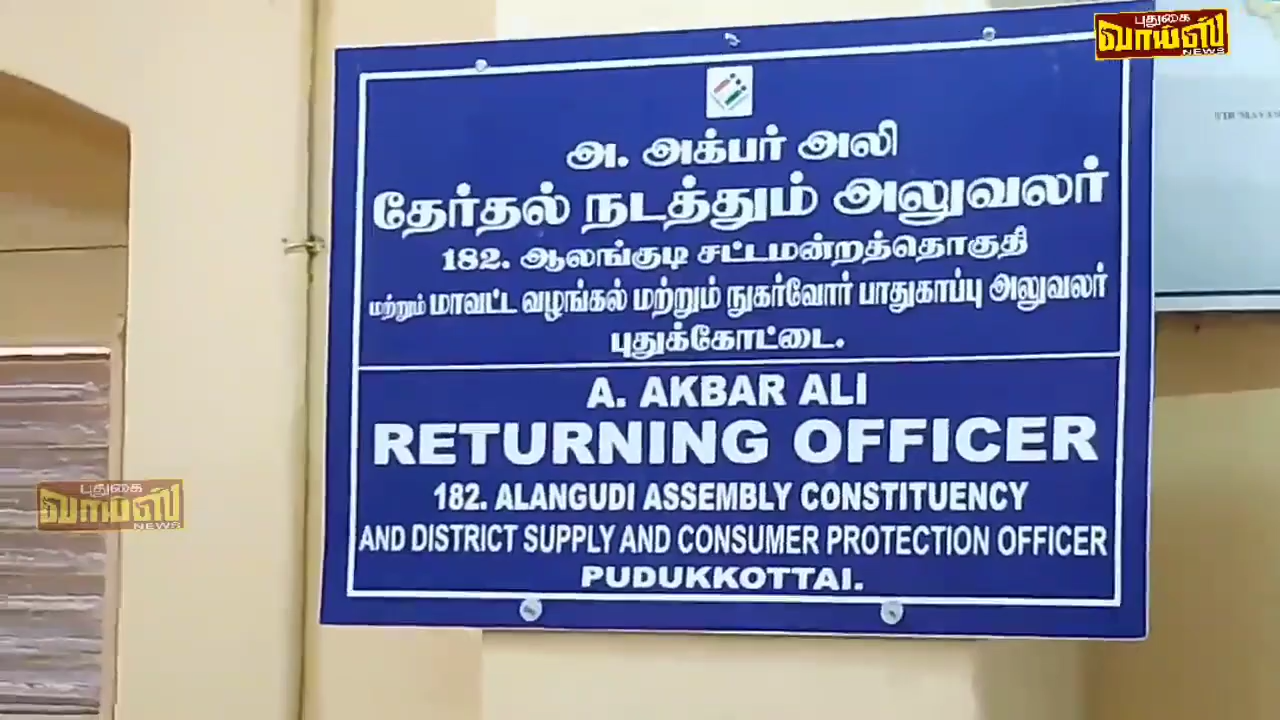 புதுகை
வாய்ஸ்
NEWS
அ. அக்பர் அலி
தேர்தல் நடத்தும் அலுவலர்
182. ஆலங்குடி சட்டமன்றத்தொகுதி
மற்றும் மாவட்ட வழங்கல் மற்றும் நுகர்வோர் பாதுகாப்பு அலுவலர்
புதுக்கோட்டை.
A. AKBAR ALI
RETURNING OFFICER
182. ALANGUDI ASSEMBLY CONSTITUENCY
AND DISTRICT SUPPLY AND CONSUMER PROTECTION OFFICER
PUDUKKOTTAI.
புதுகை
வாய்ஸ்
NEWS